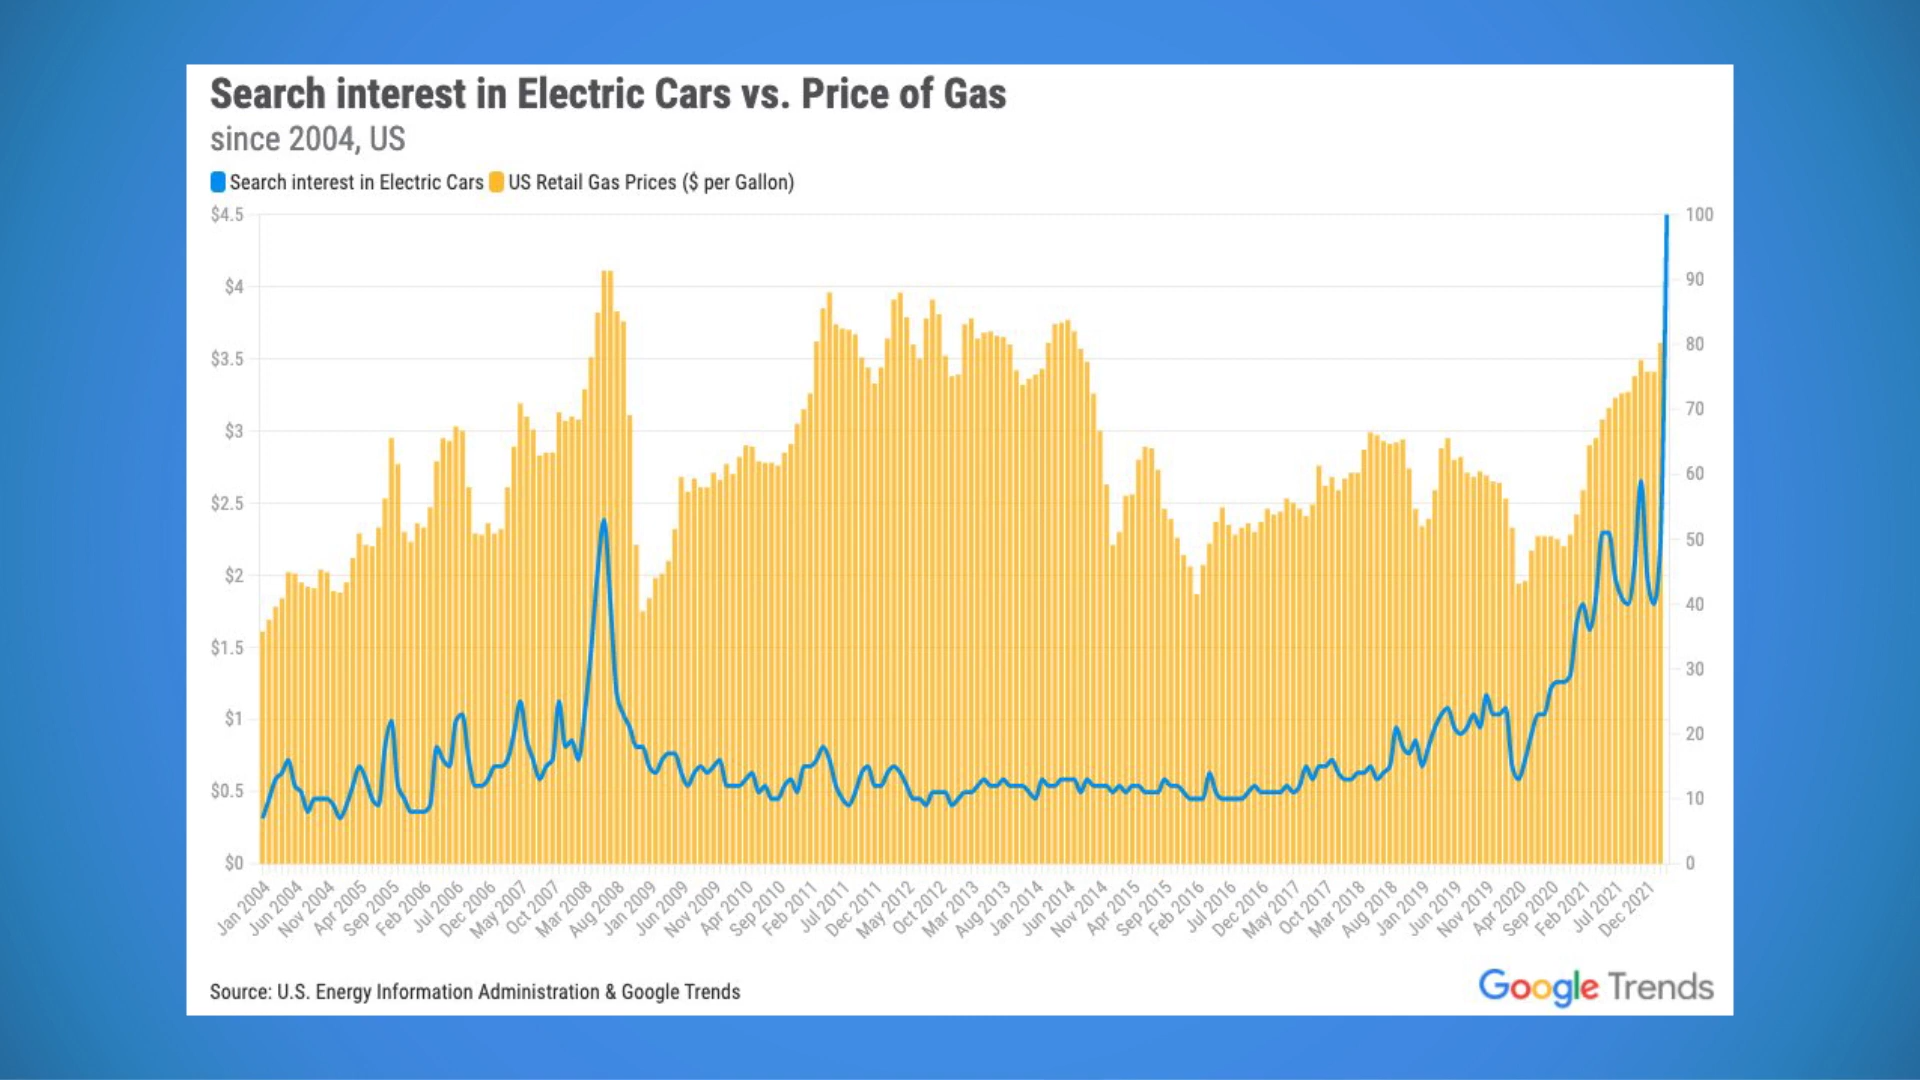 Search interest in Electric Cars vs. Price of Gas
since 2004, US
Search interest in Electric Cars US Retail Gas Prices ($ per Gallon)
$4.5
$4
$3.5
$3
$2.5
$2
$1.5
$1
$0.5
$0
100
90
80
70
60
50
40
30
20
10
0
Jan 2004
Jun 2004
Nov 2004
Apr 2005
Sep 2005
Feb 2006
Jul 2006
Dec 2006
May 2007
Oct 2007
Mar 2008
Aug 2008
Jan 2009
Jun 2009
Nov 2009
Apr 2010
Sep 2010
Feb 2011
Jul 2011
Dec 2011
May 2012
Oct 2012
Mar 2013
Aug 2013
Jan 2014
Jun 2014
Nov 2014
Apr 2015
Sep 2015
Feb 2016
Jul 2016
Dec 2016
May 2017
Oct 2017
Mar 2018
Aug 2018
Jan 2019
Jun 2019
Nov 2019
Apr 2020
Sep 2020
Feb 2021
Jul 2021
Dec 2021
Source: U.S. Energy Information Administration & Google Trends
Google Trends